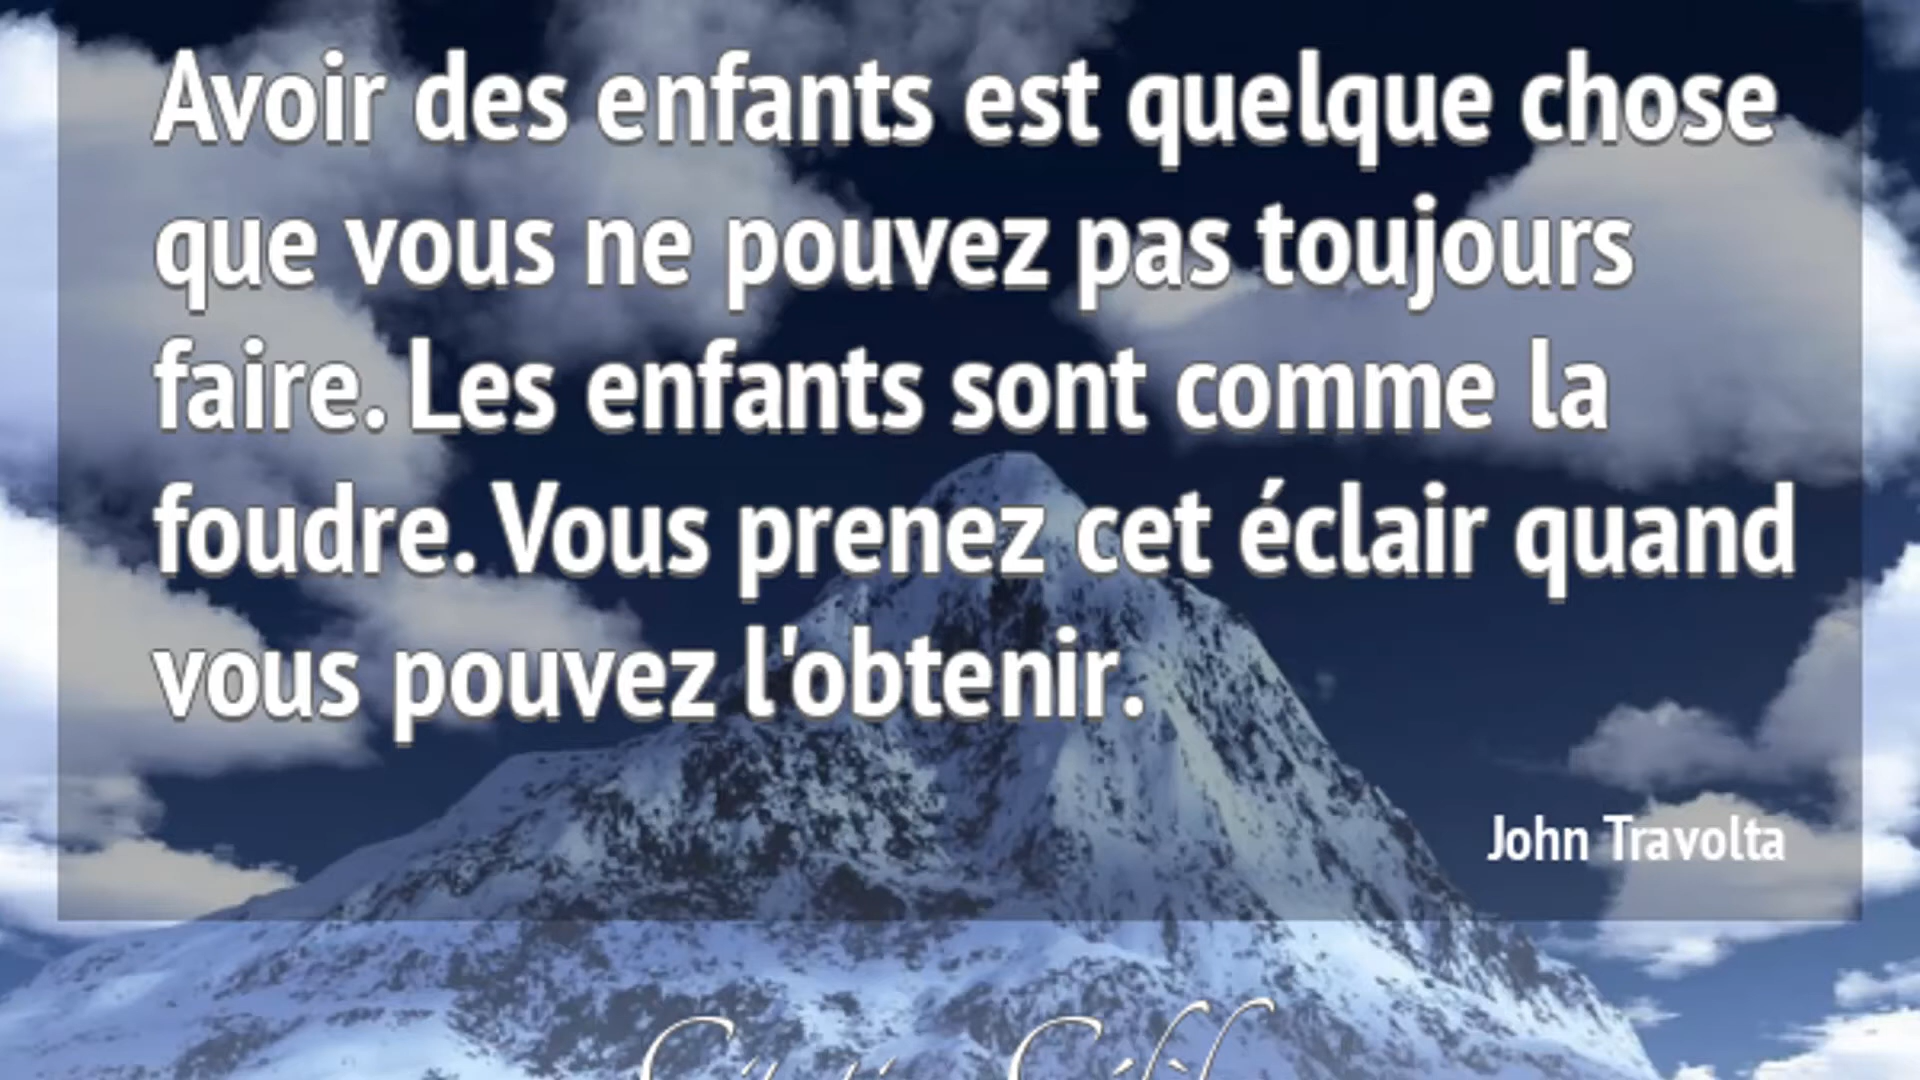 Avoir des enfants est quelque chose
que vous ne pouvez pas toujours
faire. Les enfants sont comme la
foudre. Vous prenez cet éclair quand
vous pouvez l'obtenir.
John Travolta